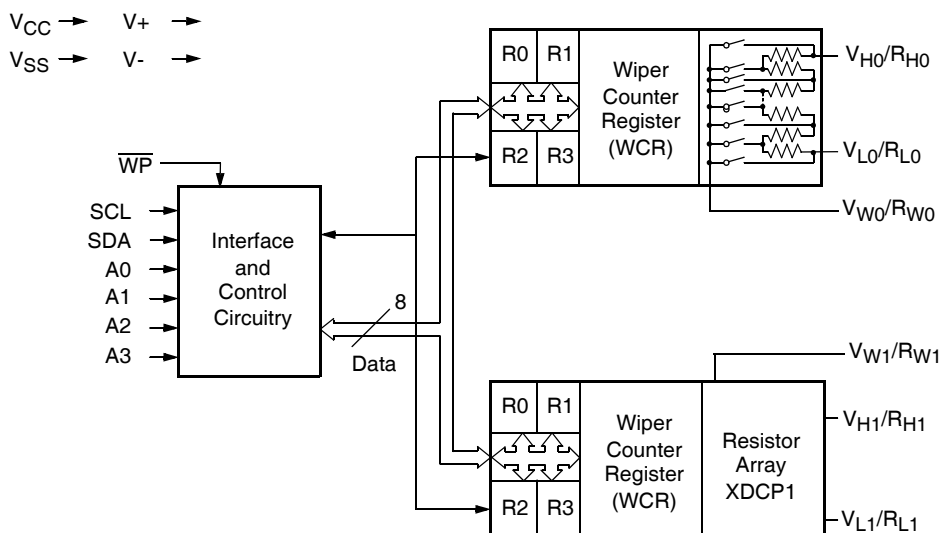 VCC V+
VSS V-
WP
SCL
SDA
A0
A1
A2
A3
Interface
and
Control
Circuitry
8
Data
R0 R1
R2 R3
Wiper
Counter
Register
(WCR)
VH0/RH0
VL0/RL0
VW0/RW0
VW1/RW1
R0 R1
R2 R3
Wiper
Counter
Register
(WCR)
Resistor
Array
XDCP1
VH1/RH1
VL1/RL1